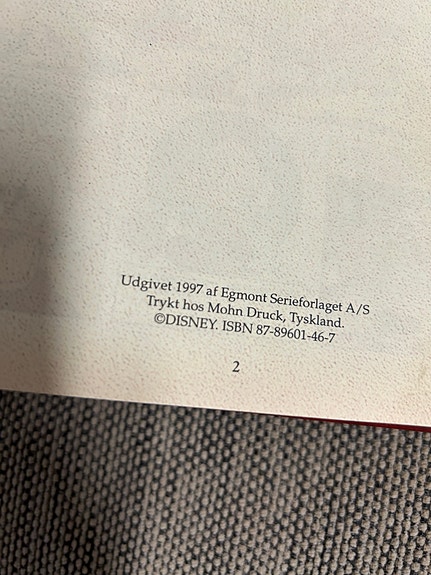 Udgivet 1997 af Egmont Serieforlaget A/S
Trykt hos Mohn Druck, Tyskland.
©DISNEY. ISBN 87-89601-46-7
2